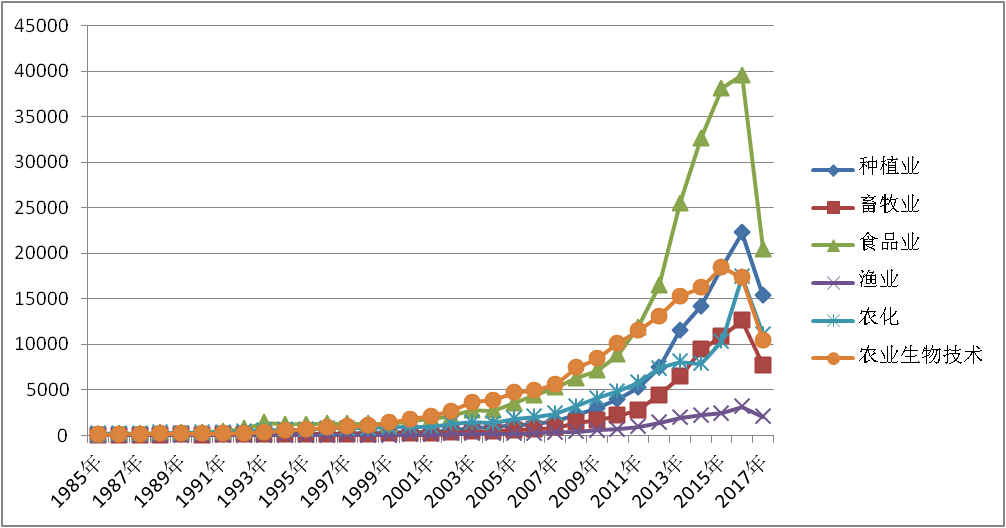 45000
40000
35000
30000
25000
20000
15000
10000
5000
0
1985年
1987年
1989年
1991年
1993年
1995年
1997年
1999年
2001年
2003年
2005年
2007年
2009年
2011年
2013年
2015年
2017年
种植业
畜牧业
食品业
渔业
农化
农业生物技术